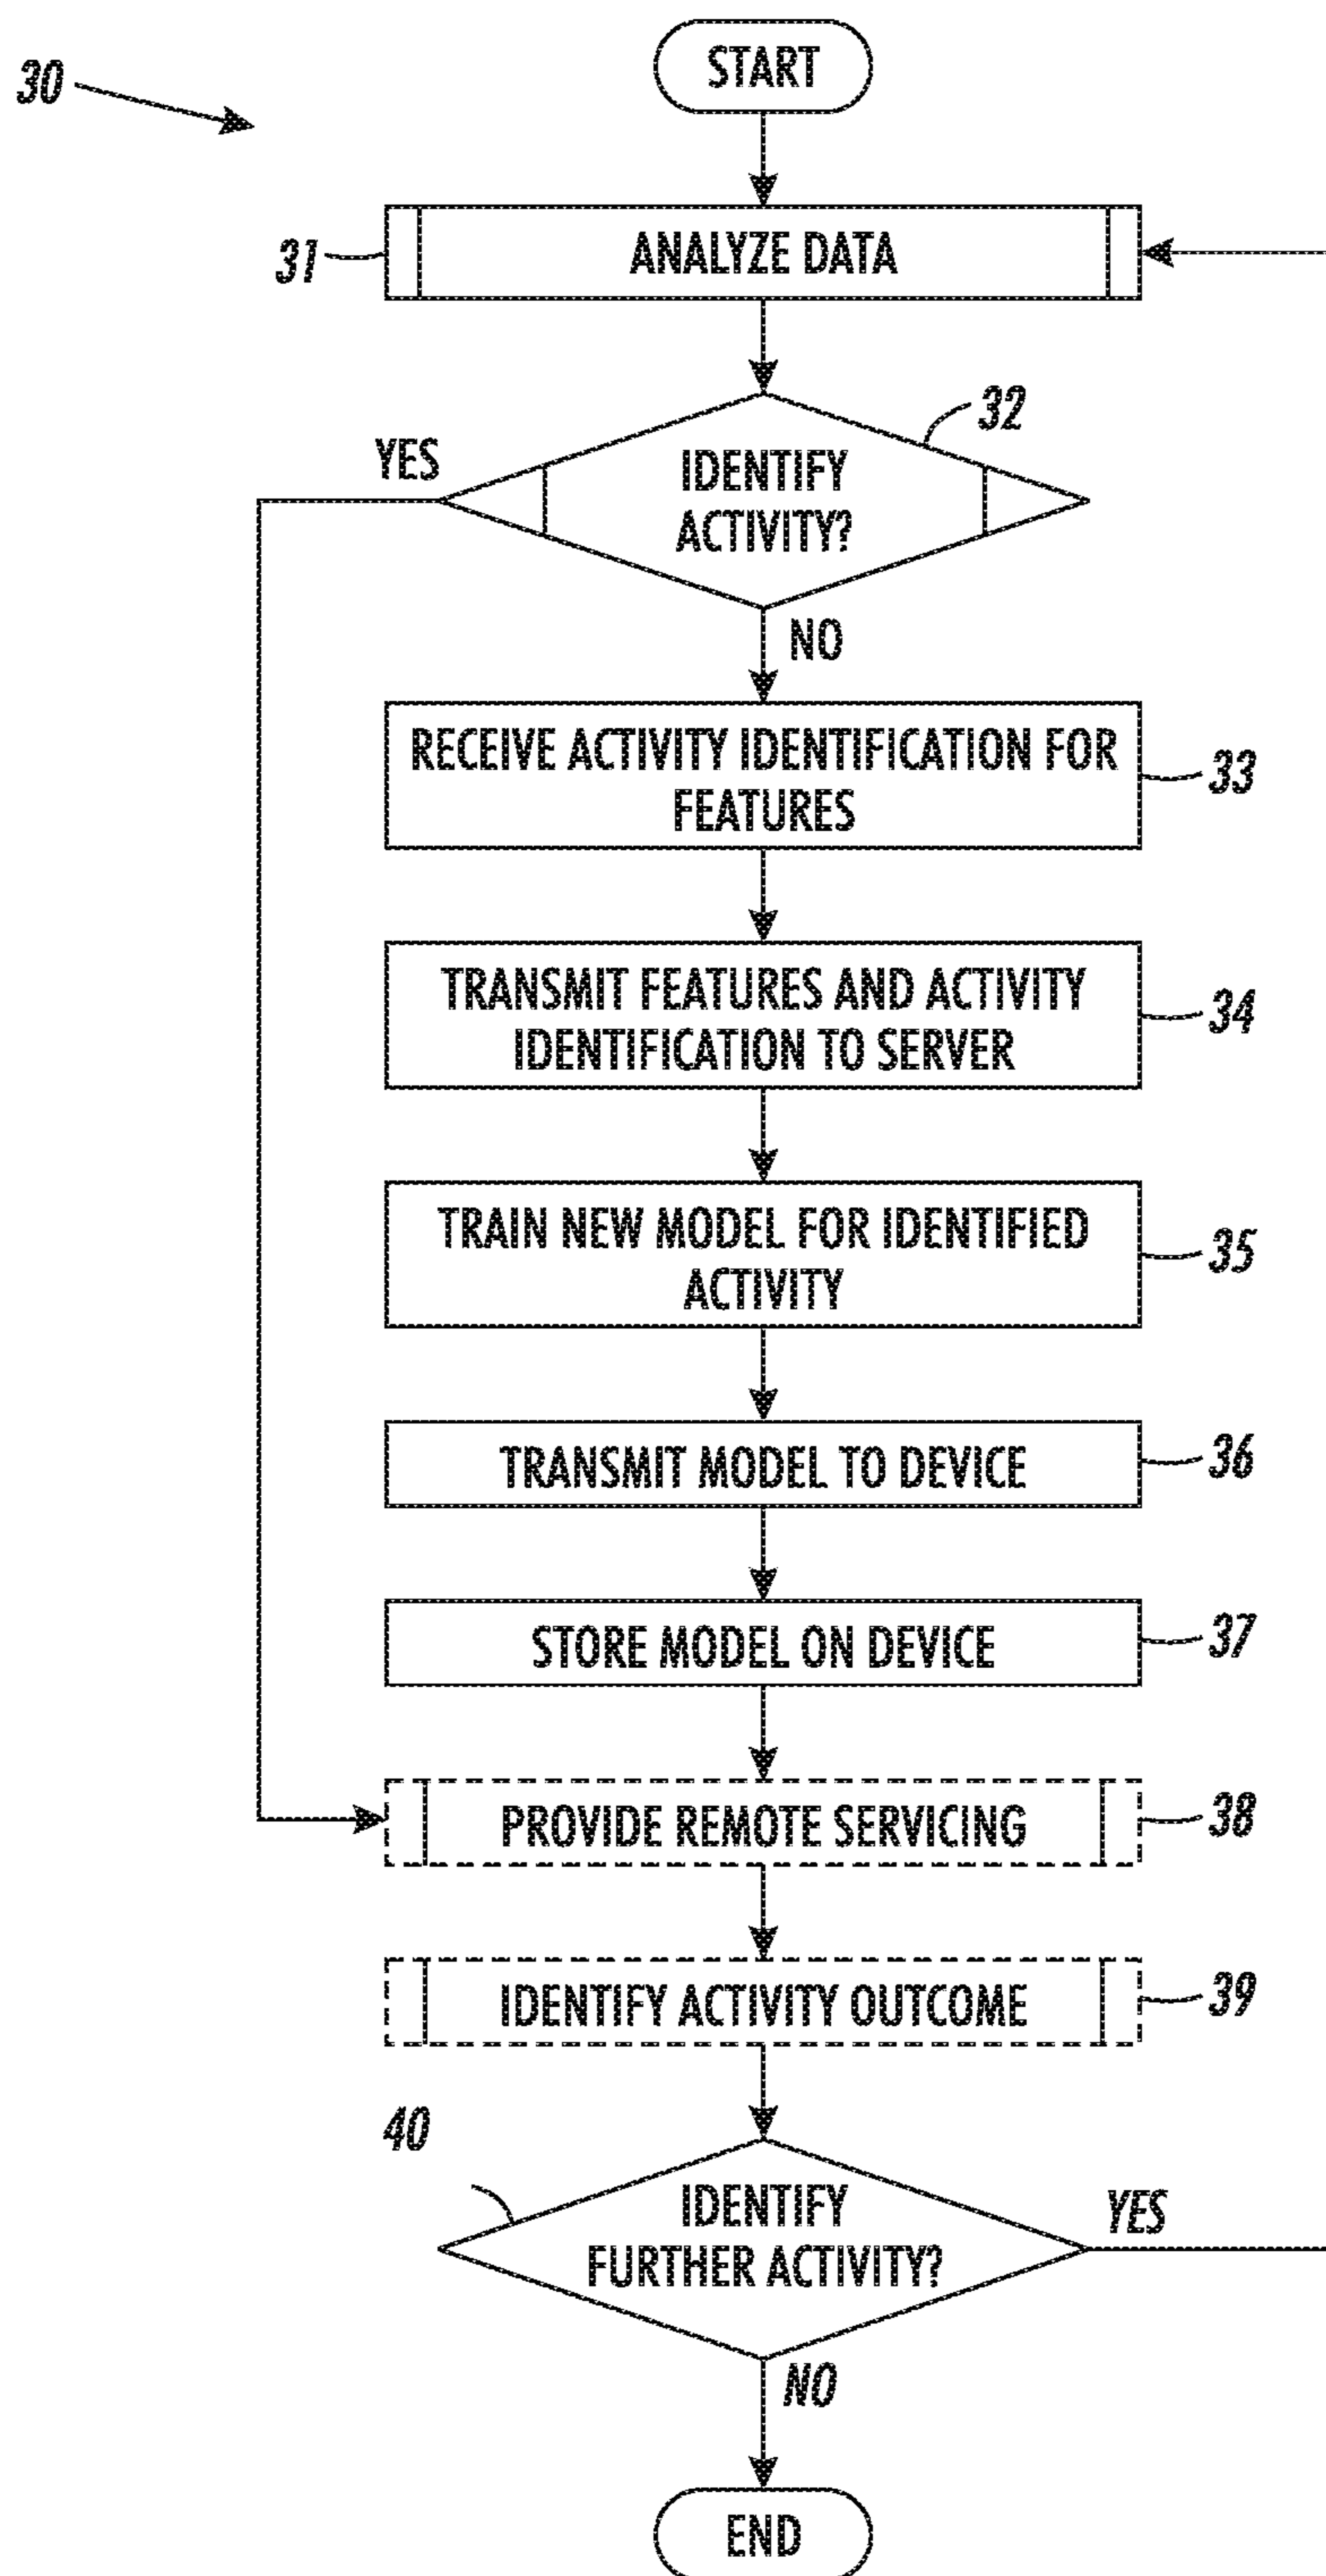 30
START
31
ANALYZE DATA
32
YES
IDENTIFY
ACTIVITY?
NO
RECEIVE ACTIVITY IDENTIFICATION FOR
FEATURES
33
TRANSMIT FEATURES AND ACTIVITY
IDENTIFICATION TO SERVER
34
TRAIN NEW MODEL FOR IDENTIFIED
ACTIVITY
35
TRANSMIT MODEL TO DEVICE
36
STORE MODEL ON DEVICE
37
PROVIDE REMOTE SERVICING
38
IDENTIFY ACTIVITY OUTCOME
39
40
IDENTIFY
FURTHER ACTIVITY?
YES
NO
END